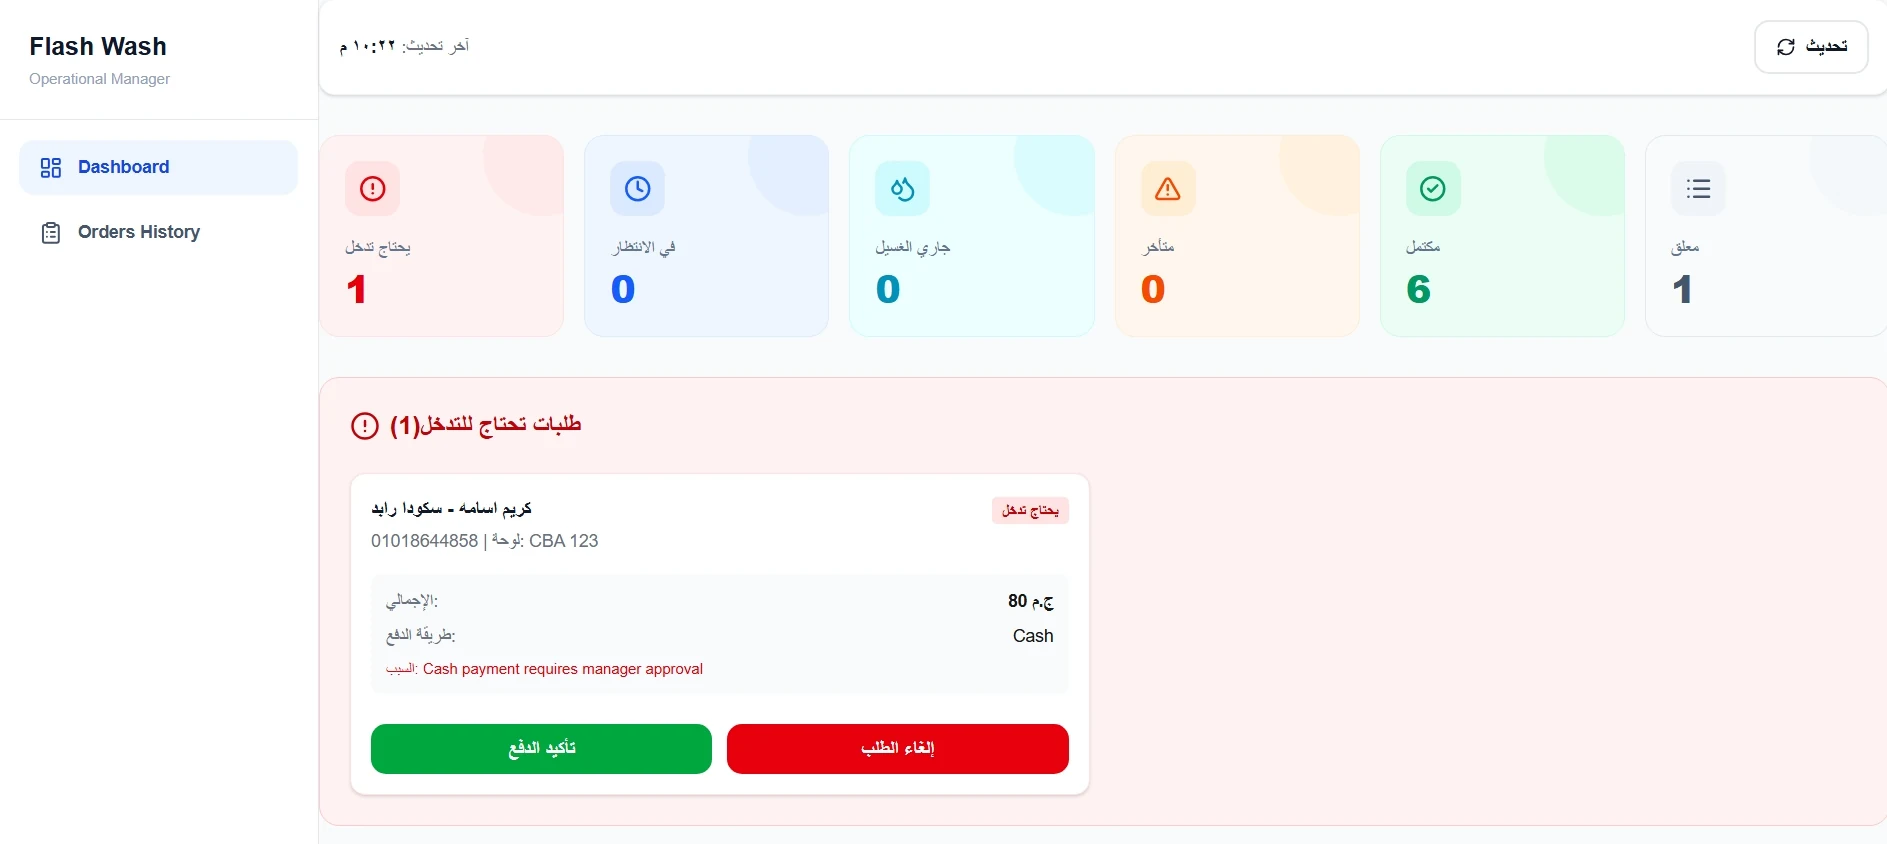 Flash Wash
Operational Manager
Dashboard
Orders History
آخر تحديث: ١٠:٢٢ م
تحديث
يحتاج تدخل
1
في الانتظار
0
جاري الغسيل
0
متأخر
0
مكتمل
6
معلق
1
طلبات تحتاج للتدخل(1)
كريم اسامه - سكودا رابد
يحتاج تدخل
01018644858 | لوحة: CBA 123
الإجمالي:
80 ج.م
طريقة الدفع:
Cash
السبب: Cash payment requires manager approval
تأكيد الدفع
إلغاء الطلب